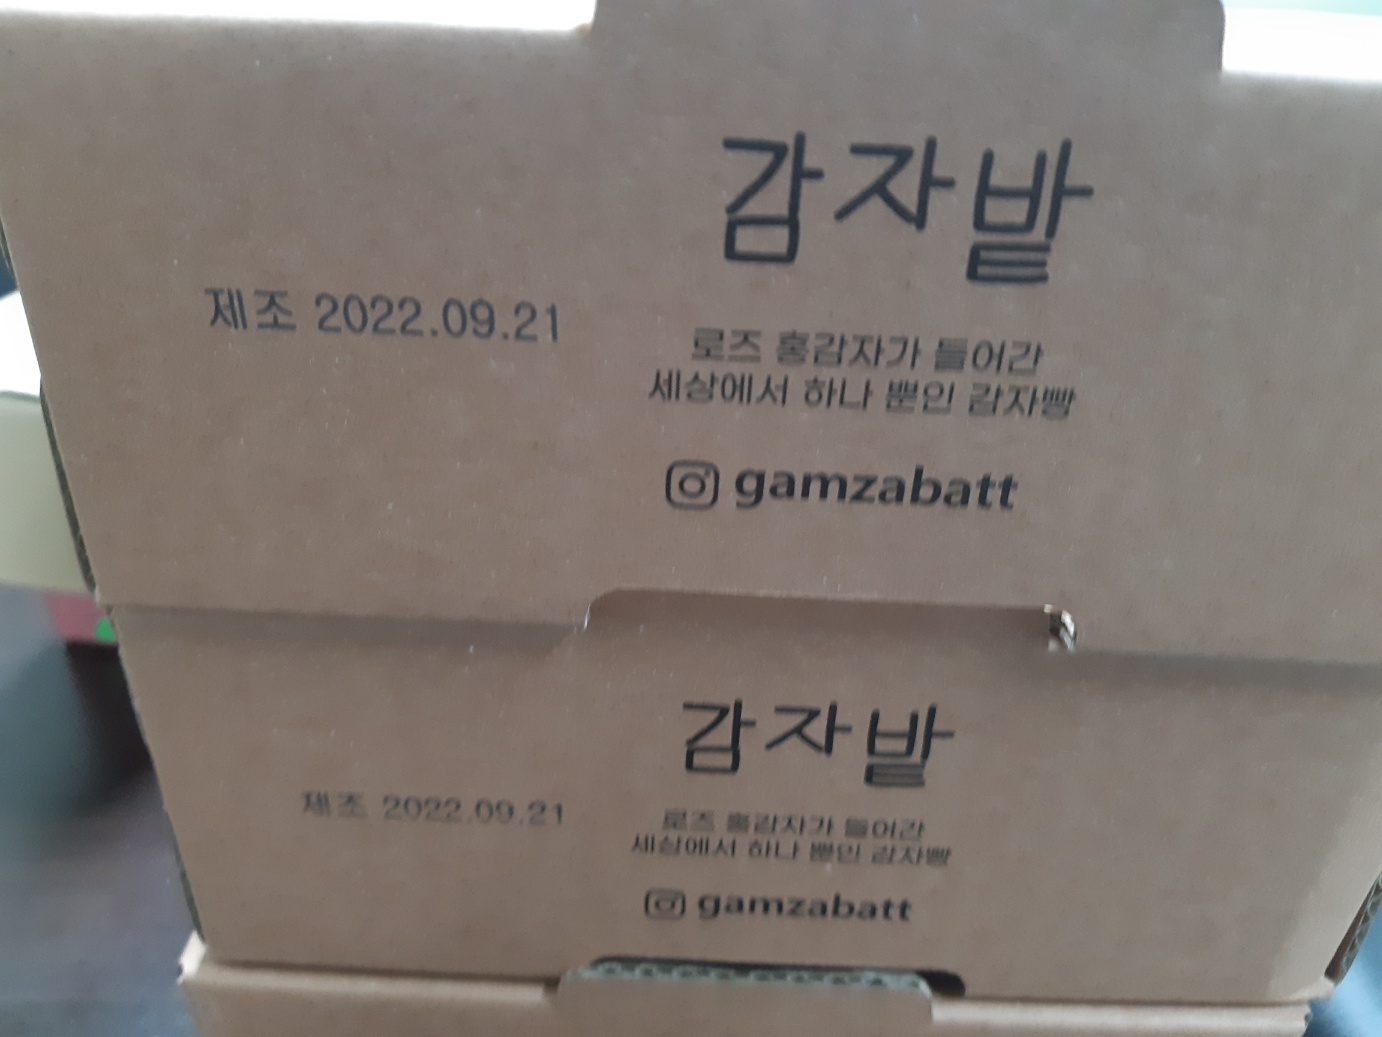 감자밭
제조 2022.09.21
로즈 홍감자가 들어간
세상에서 하나 뿐인 감자빵
gamzabatt
감자밭
제조 2022.09.21
로즈 홍감자가 들어간
세상에서 하나 뿐인 감자빵
gamzabatt